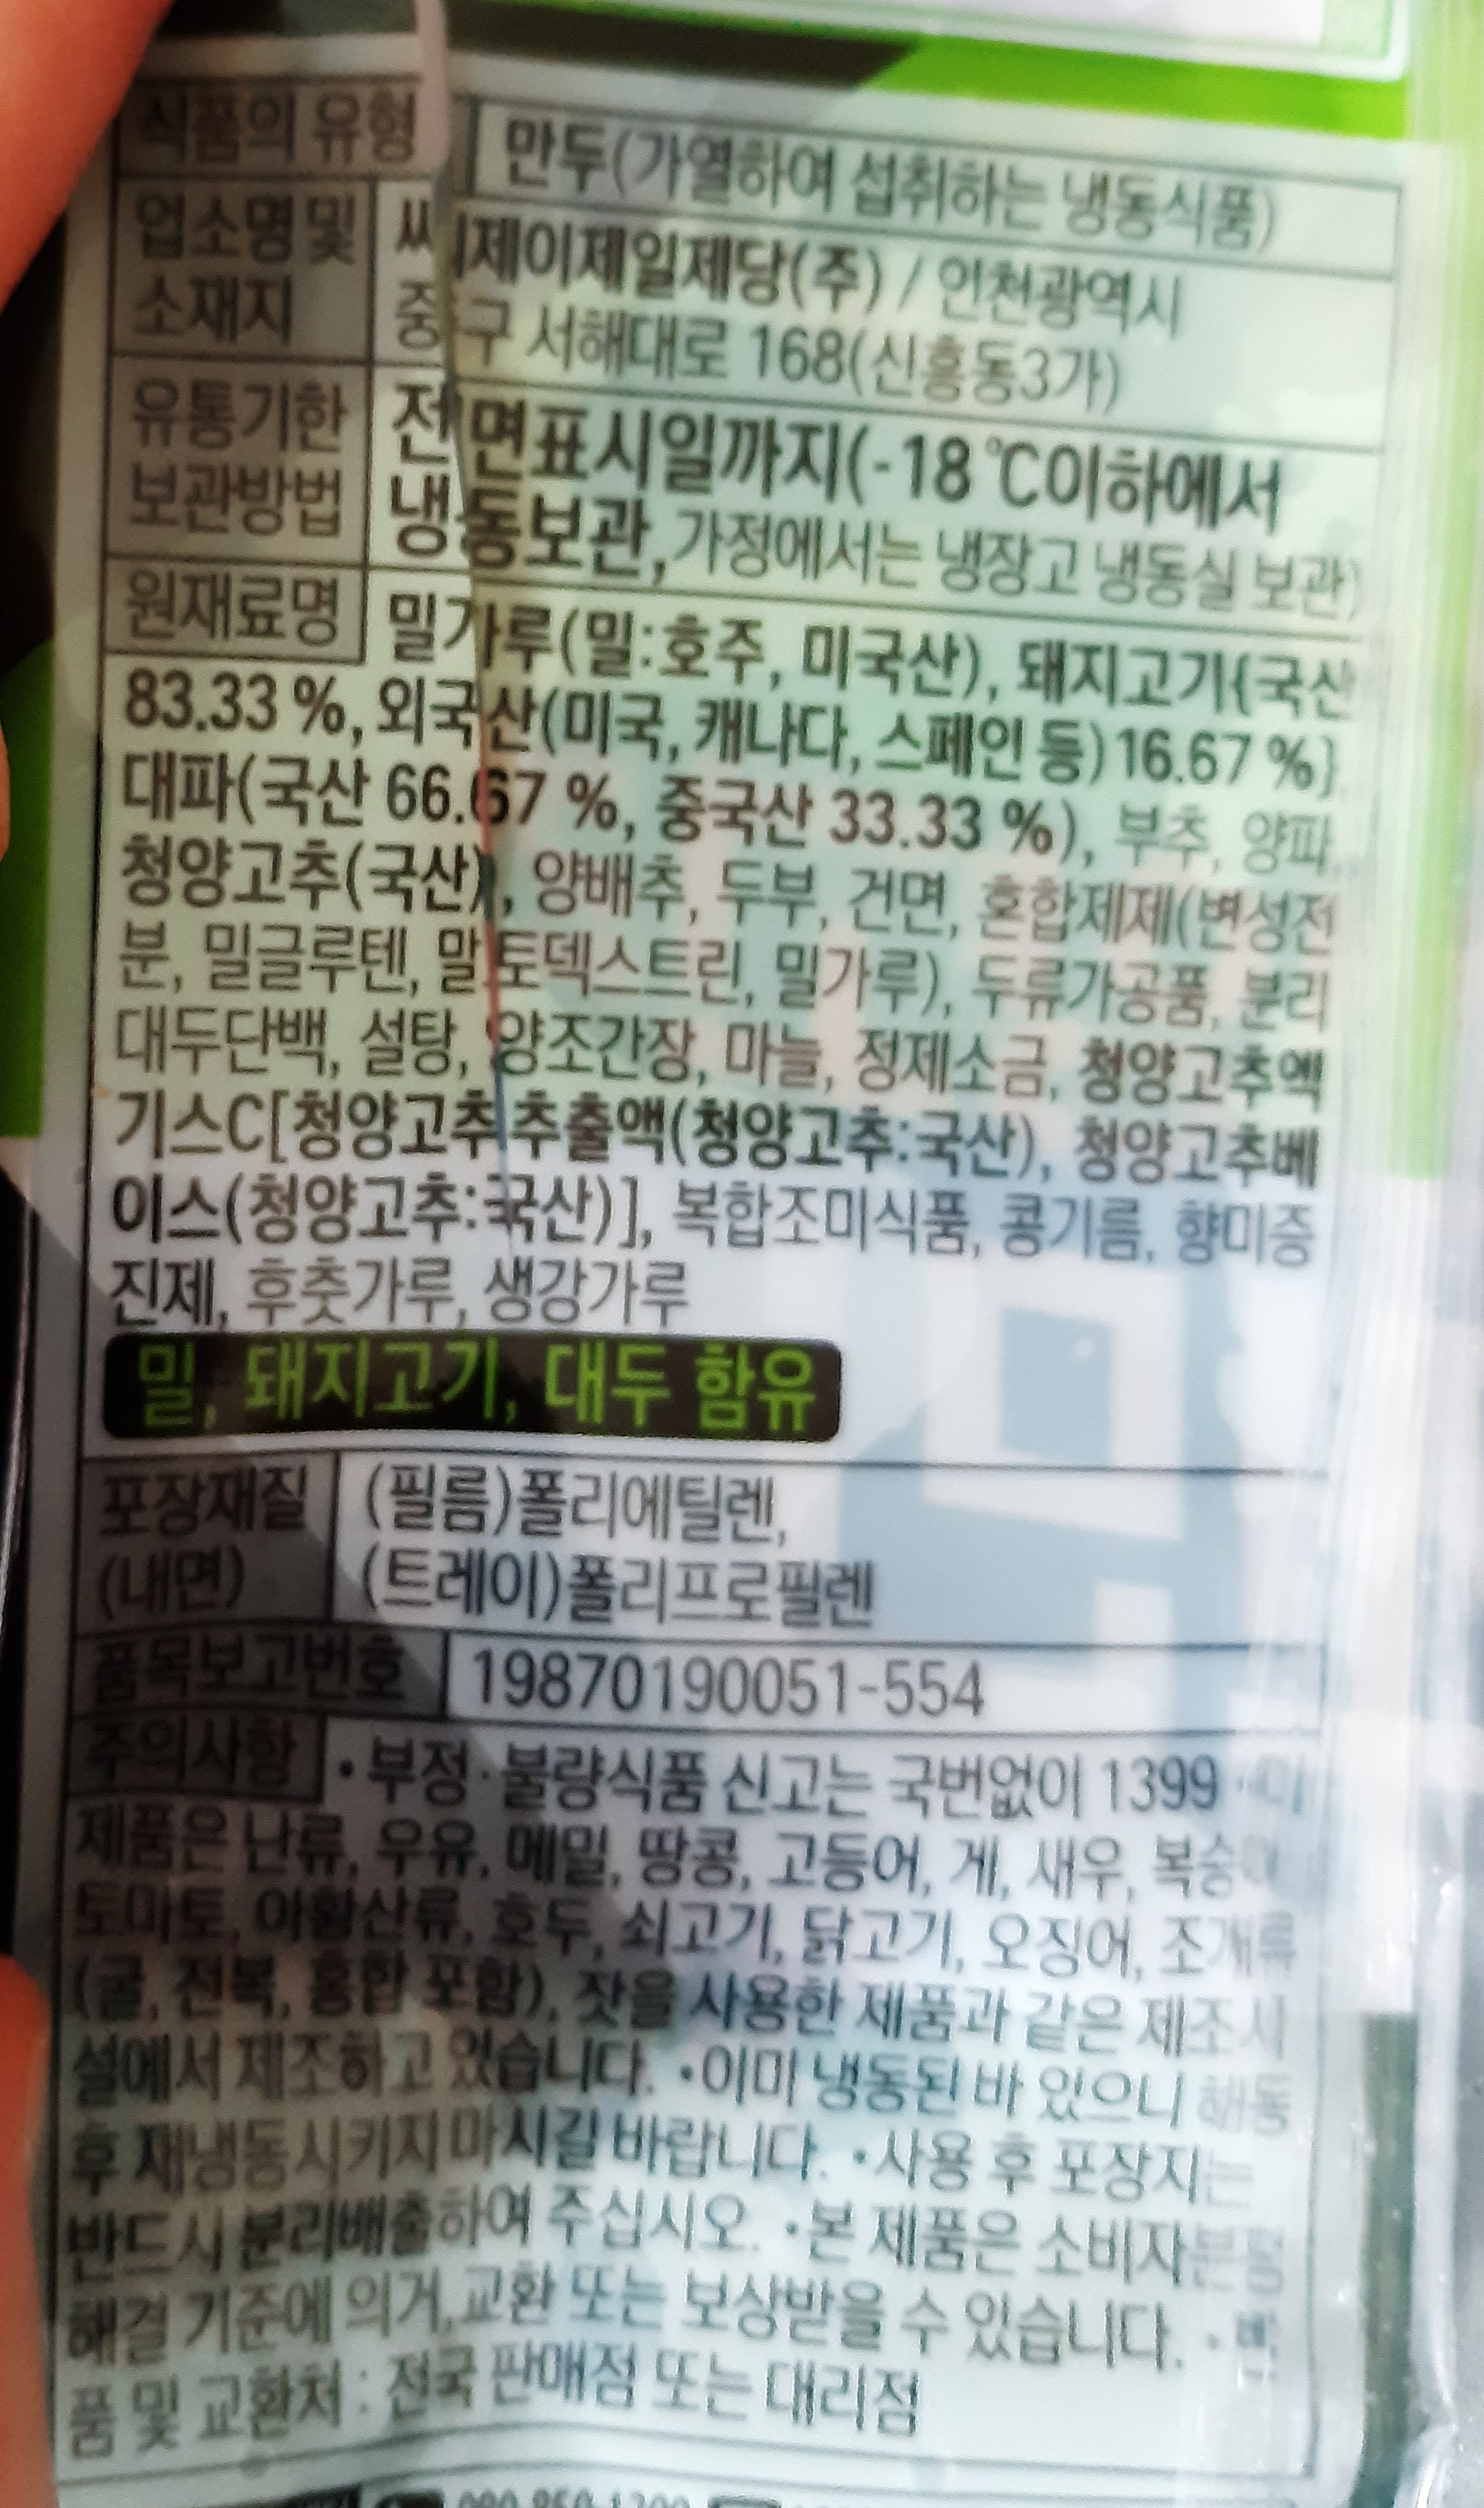 식품의 유형 만두(가열하여 섭취하는 냉동식품)
업소명 및 씨제이제일제당(주) / 인천광역시
소재지 중구 서해대로 168(신흥동3가)
유통기한 전면표시일까지(-18℃이하에서
보관방법 냉동보관, 가정에서는 냉장고 냉동실 보관)
원재료명 밀가루(밀:호주, 미국산), 돼지고기{국산
83.33 %, 외국산(미국, 캐나다, 스페인 등) 16.67 %}
대파(국산 66.67 %, 중국산 33.33 %), 부추, 양파,
청양고추(국산), 양배추, 두부, 건면, 혼합제제(변성전
분, 밀글루텐, 말토덱스트린, 밀가루), 두류가공품, 분리
대두단백, 설탕, 양조간장, 마늘, 정제소금, 청양고추엑
기스C[청양고추추출액(청양고추:국산), 청양고추베
이스(청양고추:국산)], 복합조미식품, 콩기름, 향미증
진제, 후춧가루, 생강가루
밀, 돼지고기, 대두 함유
포장재질 (필름)폴리에틸렌,
(내면) (트레이)폴리프로필렌
품목보고번호 19870190051-554
주의사항 • 부정·불량식품 신고는 국번없이 1399 • 이
제품은 난류, 우유, 메밀, 땅콩, 고등어, 게, 새우, 복숭아
토마토, 아황산류, 호두, 쇠고기, 닭고기, 오징어, 조개류
(굴, 전복, 홍합 포함), 잣을 사용한 제품과 같은 제조시
설에서 제조하고 있습니다. •이미 냉동된 바 있으니 해동
후 재냉동시키지 마시길 바랍니다. •사용 후 포장지는
반드시 분리배출하여 주십시오. •본 제품은 소비자분쟁
해결 기준에 의거, 교환 또는 보상받을 수 있습니다. • 반
품 및 교환처 : 전국 판매점 또는 대리점